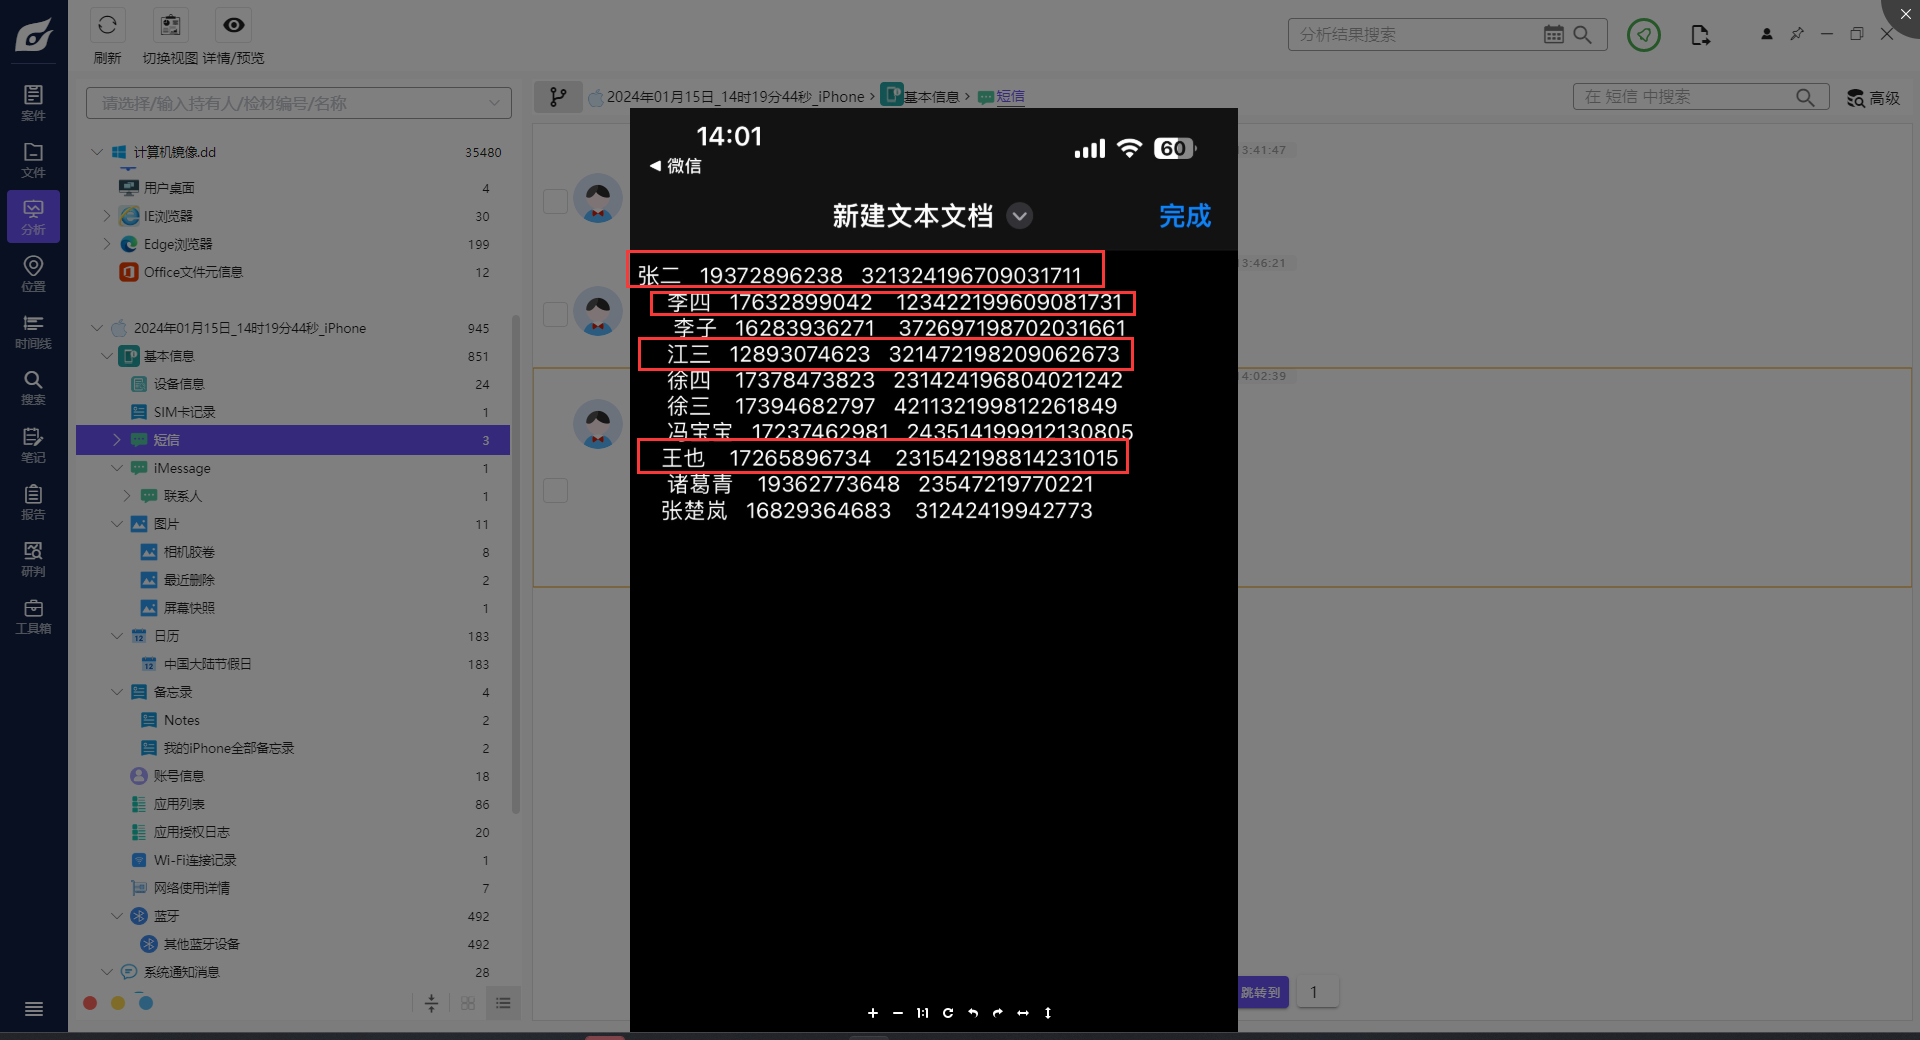 刷新
切换视图
详情/预览
分析结果搜索
案件
文件
分析
位置
时间线
搜索
笔记
报告
研判
工具箱
请选择/输入持有人/检材编号/名称
计算机镜像.dd 35480
用户桌面 4
IE浏览器 30
Edge浏览器 199
Office文件元信息 12
2024年01月15日_14时19分44秒_iPhone 945
基本信息 851
设备信息 24
SIM卡记录 1
短信 3
iMessage 1
联系人 1
图片 11
相机胶卷 8
最近删除 2
屏幕快照 1
日历 183
中国大陆节假日 183
备忘录 4
Notes 2
我的iPhone全部备忘录 2
账号信息 18
应用列表 86
应用授权日志 20
Wi-Fi连接记录 1
网络使用详情 7
蓝牙 492
其他蓝牙设备 492
系统通知消息 28
2024年01月15日_14时19分44秒_iPhone › 基本信息 › 短信
在 短信 中搜索
高级
3:41:47
3:46:21
4:02:39
14:01
60
微信
新建文本文档
完成
张二 19372896238 321324196709031711
李四 17632899042 123422199609081731
李子 16283936271 372697198702031661
江三 12893074623 321472198209062673
徐四 17378473823 231424196804021242
徐三 17394682797 421132199812261849
冯宝宝 17237462981 243514199912130805
王也 17265896734 231542198814231015
诸葛青 19362773648 23547219770221
张楚岚 16829364683 31242419942773
1:1
跳转到 1